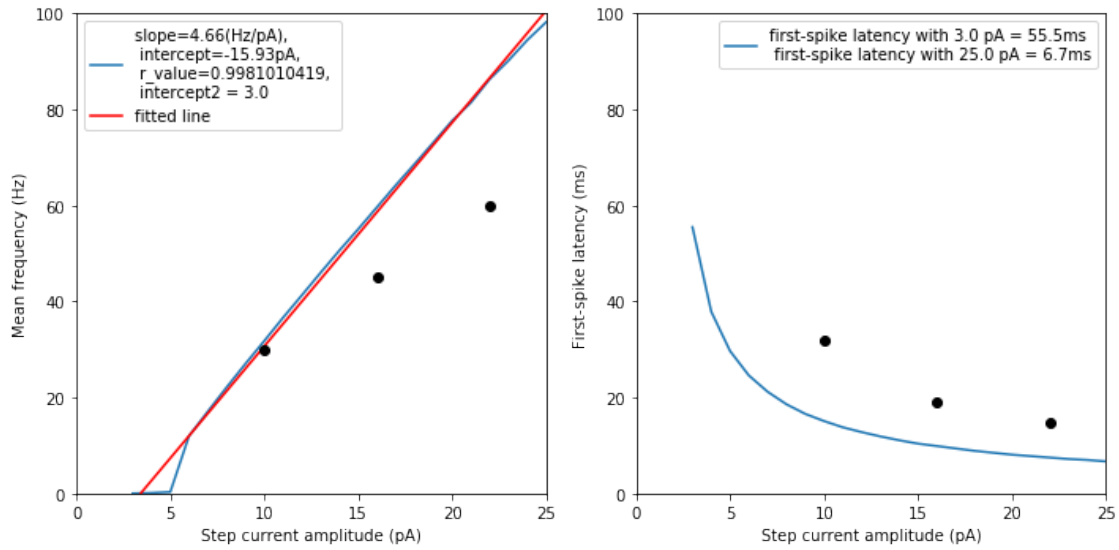 slope=4.66(Hz/pA),
intercept=-15.93pA,
r_value=0.9981010419,
intercept2 = 3.0
fitted line
100
80
60
40
20
0
Mean frequency (Hz)
0 5 10 15 20 25
Step current amplitude (pA)
first-spike latency with 3.0 pA = 55.5ms
first-spike latency with 25.0 pA = 6.7ms
100
80
60
40
20
0
First-spike latency (ms)
0 5 10 15 20 25
Step current amplitude (pA)